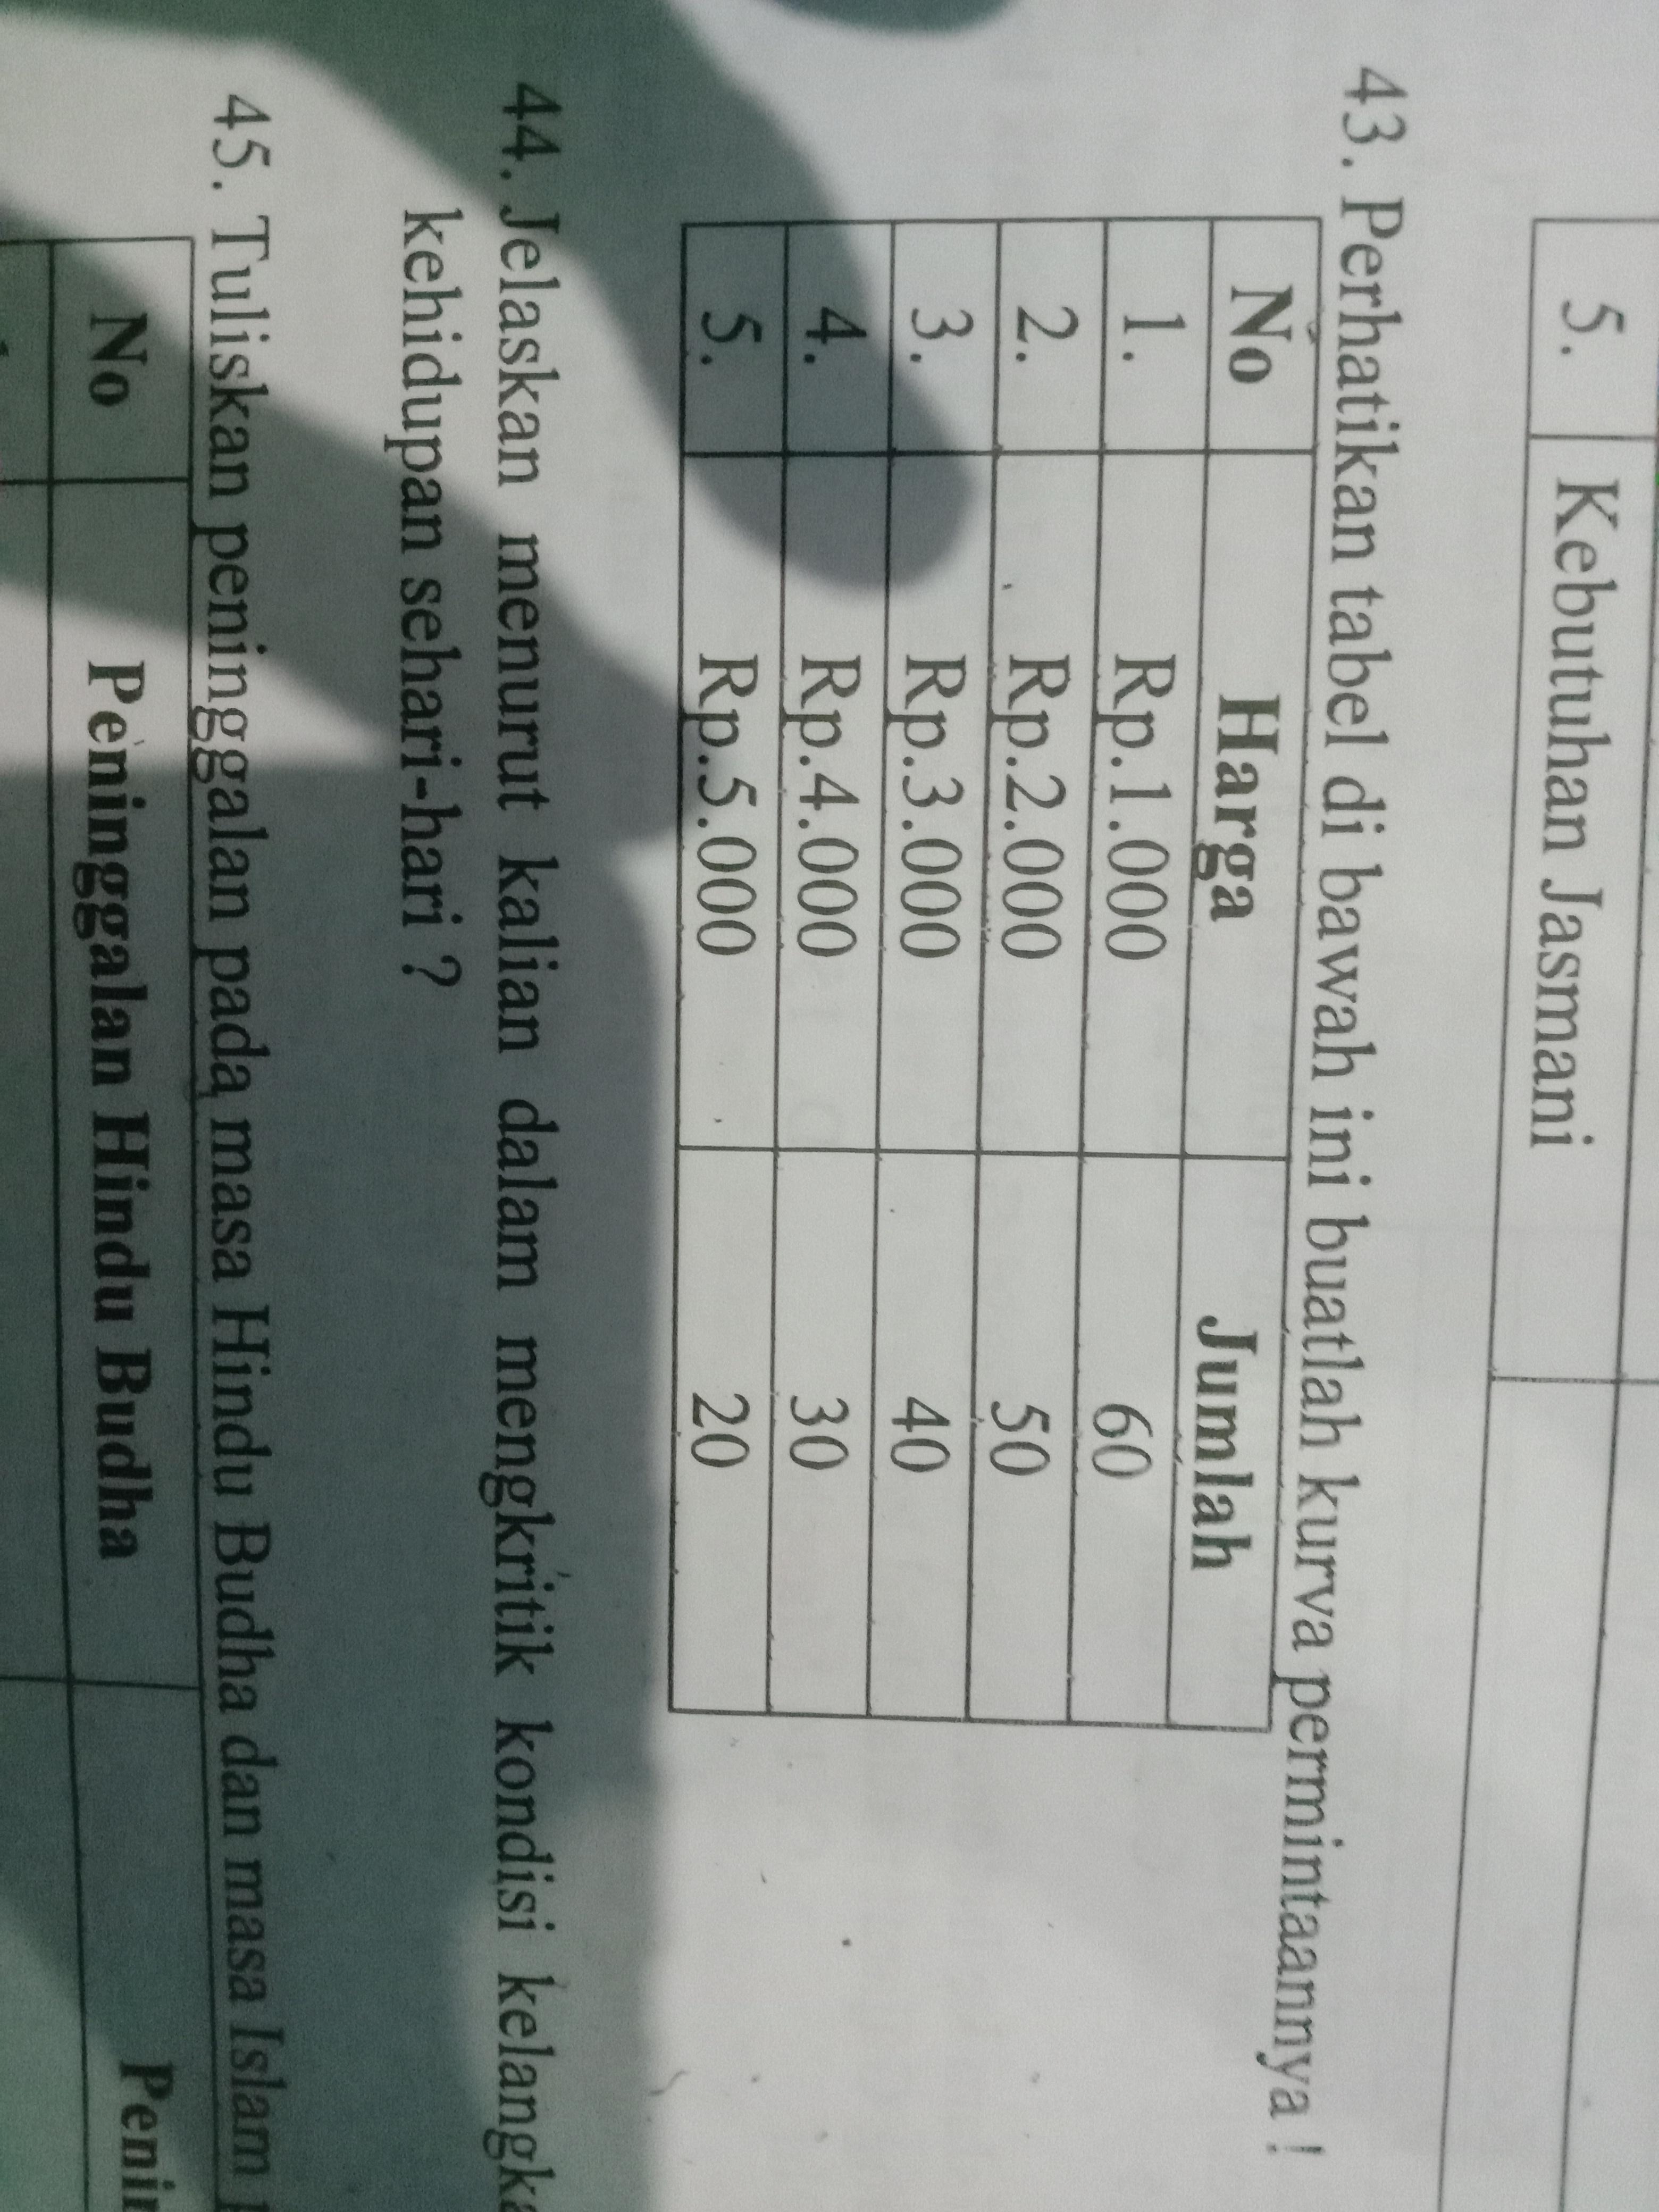 5. Kebutuhan Jasmani
43. Perhatikan tabel di bawah ini buatlah kurva permintaannya !
No Harga Jumlah
1. Rp.1.000 60
2. Rp.2.000 50
3. Rp.3.000 40
4. Rp.4.000 30
5. Rp.5.000 20
44. Jelaskan menurut kalian dalam mengkritik kondisi kelangka
kehidupan sehari-hari ?
45. Tuliskan peninggalan pada masa Hindu Budha dan masa Islam
No Peninggalan Hindu Budha Penin